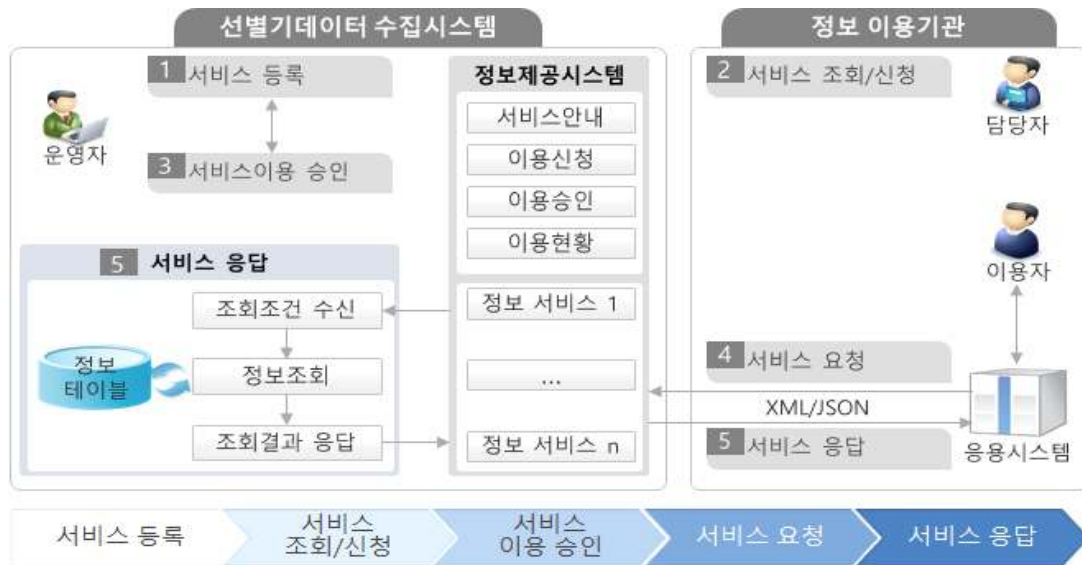 선별기데이터 수집시스템
정보 이용기관
1 서비스 등록
운영자
3 서비스이용 승인
정보제공시스템
서비스안내
이용신청
이용승인
이용현황
2 서비스 조회/신청
담당자
이용자
5 서비스 응답
조회조건 수신
정보
테이블
정보조회
조회결과 응답
정보 서비스 1
...
정보 서비스 n
4 서비스 요청
XML/JSON
5 서비스 응답
응용시스템
서비스 등록
서비스
조회/신청
서비스
이용 승인
서비스 요청
서비스 응답